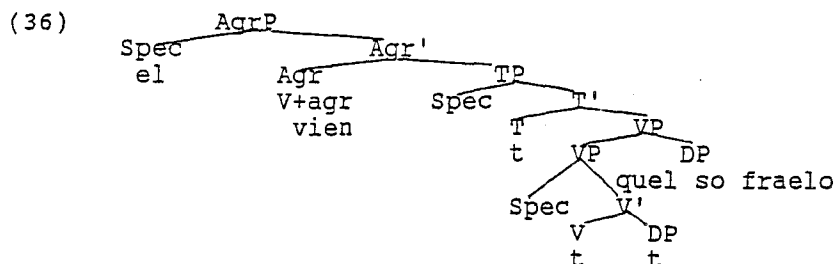 (36) AgrP
Spec Agr'
el
Agr TP
V+agr Spec T'
vien
T VP
t VP DP
quel so fraelo
Spec V'
V DP
t t